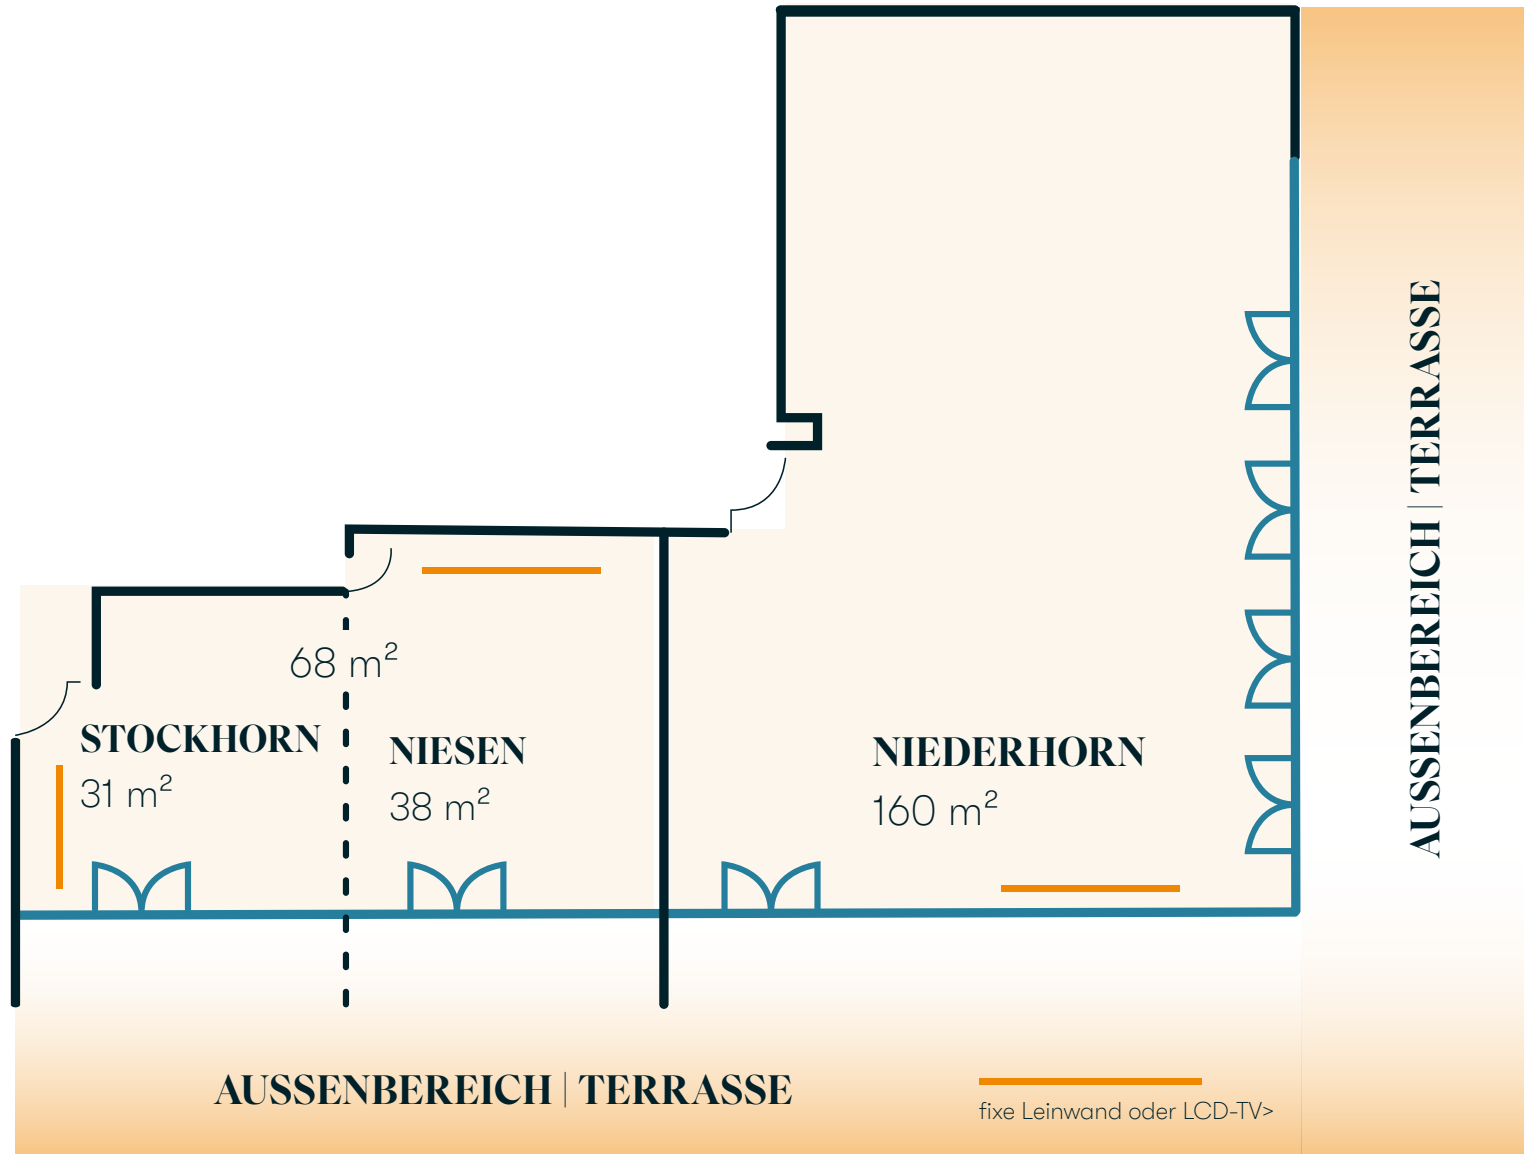 68 m²
STOCKHORN
31 m²
NIESEN
38 m²
NIEDERHORN
160 m²
AUSSENBEREICH | TERRASSE
AUSSENBEREICH | TERRASSE
fixe Leinwand oder LCD-TV>